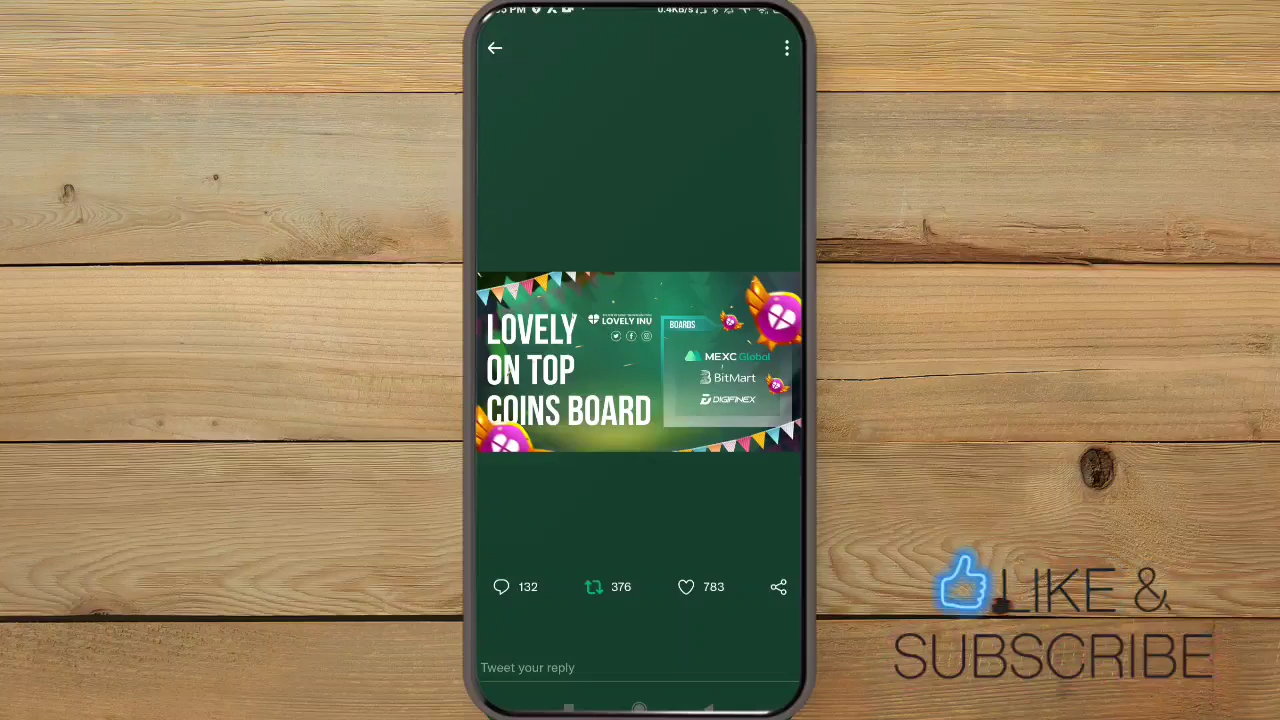 LOVELY
ON TOP
COINS BOARD
LOVELY INU
BOARDS
MEXC Global
BitMart
DIGIFINEX
132
376
783
Tweet your reply
LIKE &
SUBSCRIBE